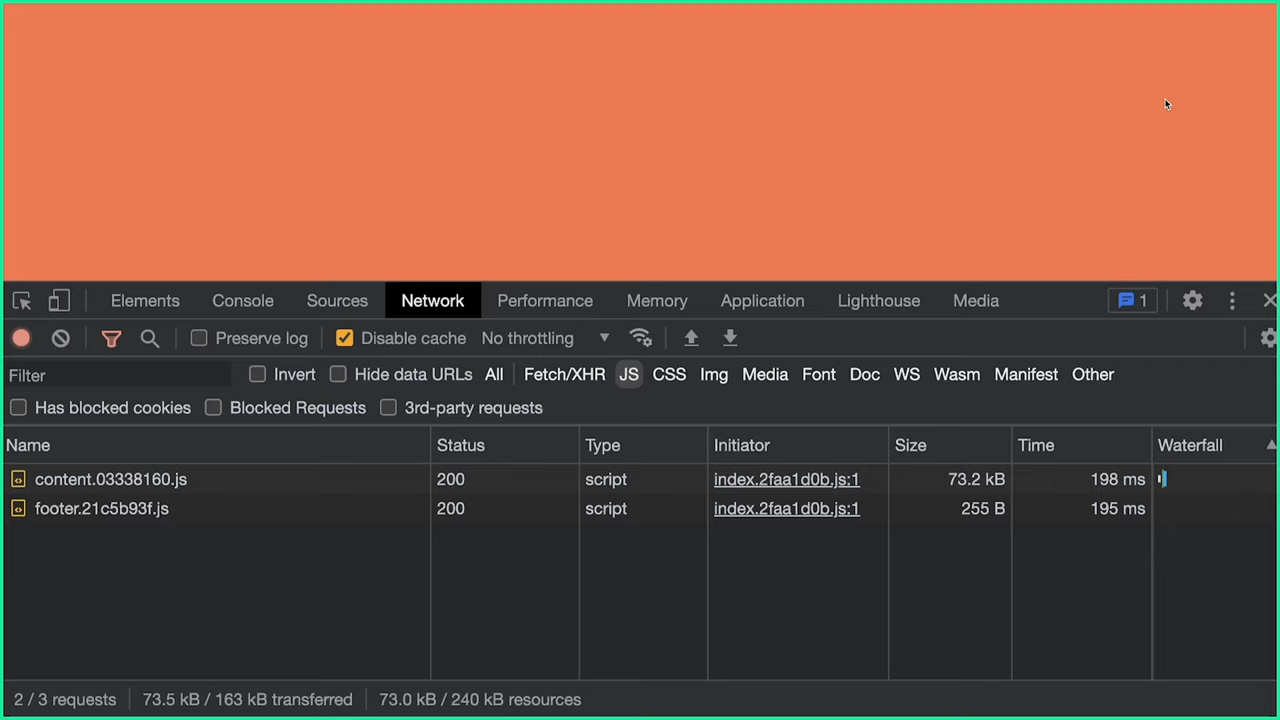 Elements Console Sources Network Performance Memory Application Lighthouse Media 1
Preserve log Disable cache No throttling
Filter Invert Hide data URLs All Fetch/XHR JS CSS Img Media Font Doc WS Wasm Manifest Other
Has blocked cookies Blocked Requests 3rd-party requests
Name Status Type Initiator Size Time Waterfall
content.03338160.js 200 script index.2faa1d0b.js:1 73.2 kB 198 ms
footer.21c5b93f.js 200 script index.2faa1d0b.js:1 255 B 195 ms
2 / 3 requests 73.5 kB / 163 kB transferred 73.0 kB / 240 kB resources